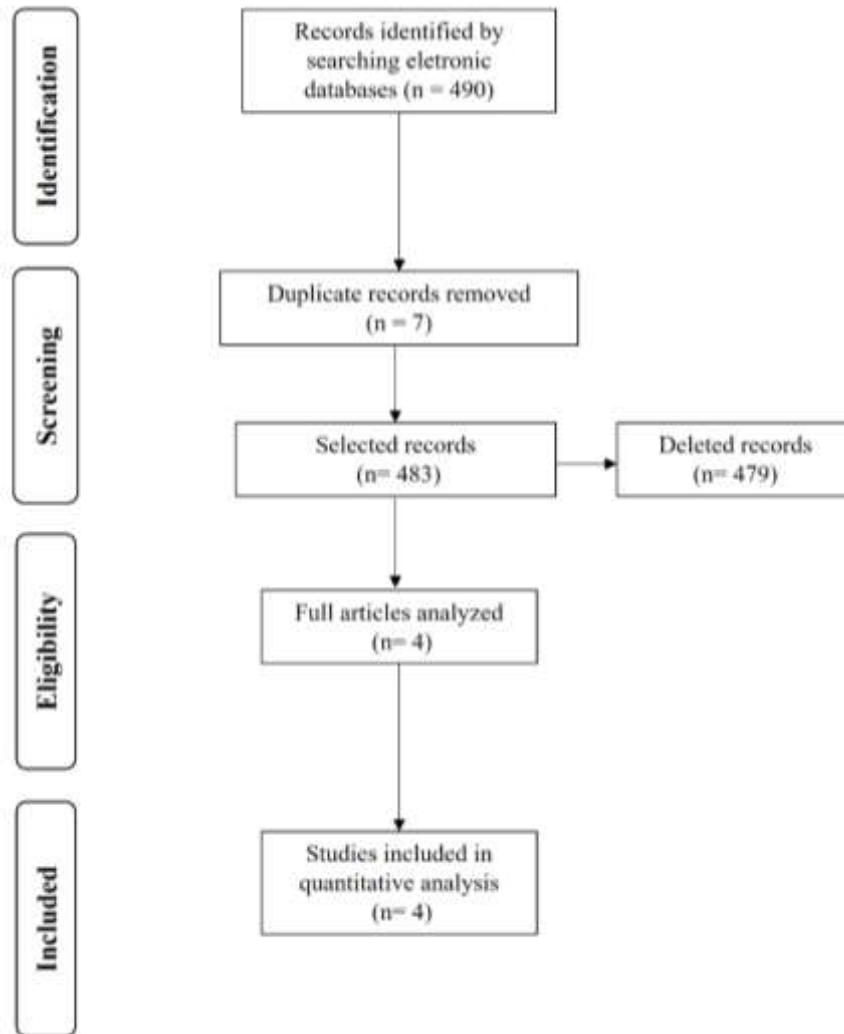 Identification
Records identified by
searching eletronic
databases (n = 490)
Screening
Duplicate records removed
(n = 7)
Selected records
(n= 483)
Deleted records
(n= 479)
Eligibility
Full articles analyzed
(n= 4)
Included
Studies included in
quantitative analysis
(n= 4)